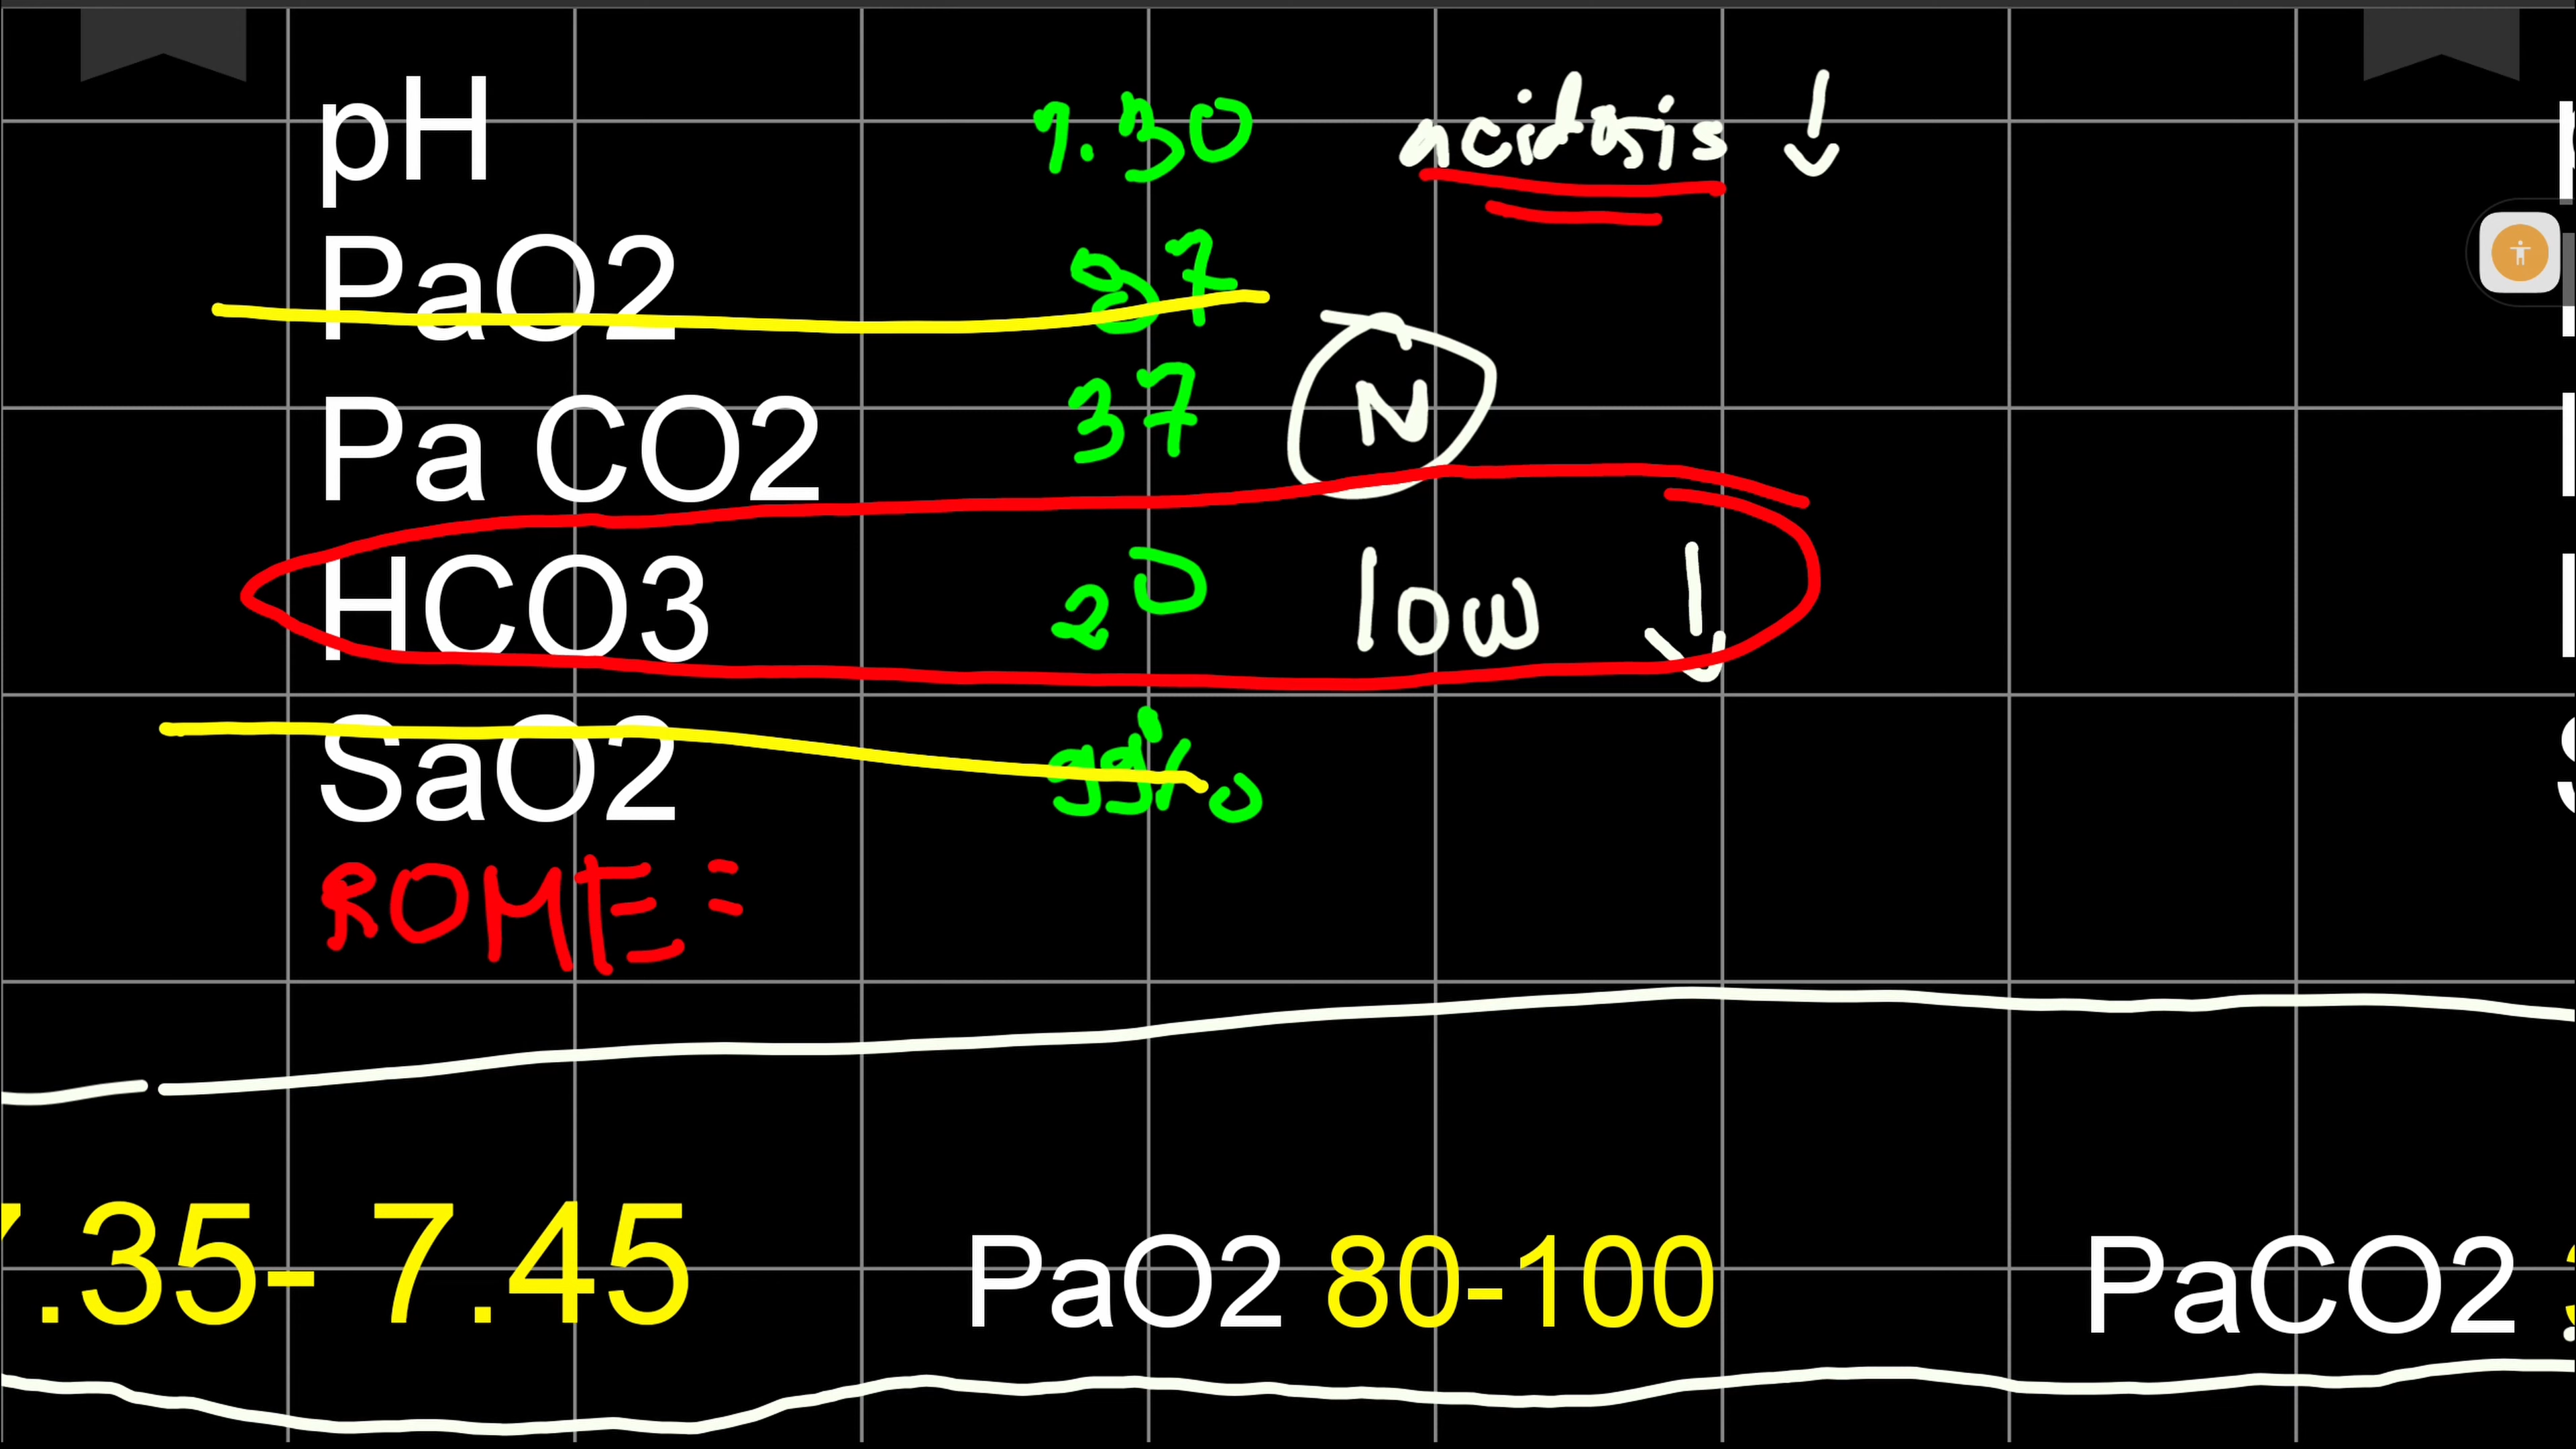 pH 7.30 acidosis ↓
PaO2 87
Pa CO2 37 N
HCO3 20 low ↓
SaO2 99%
ROME =
.35- 7.45 PaO2 80-100 PaCO2